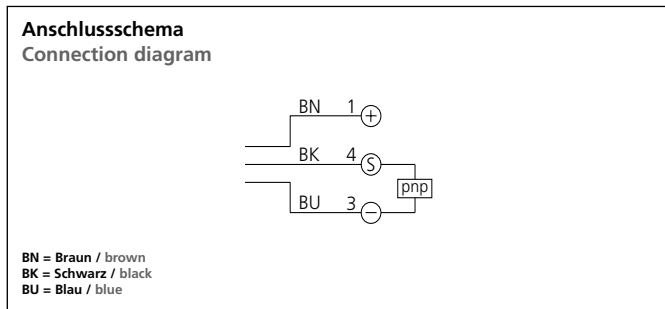 Anschlussschema
Connection diagram
BN 1 +
BK 4 S
pnp
BU 3 −
BN = Braun / brown
BK = Schwarz / black
BU = Blau / blue